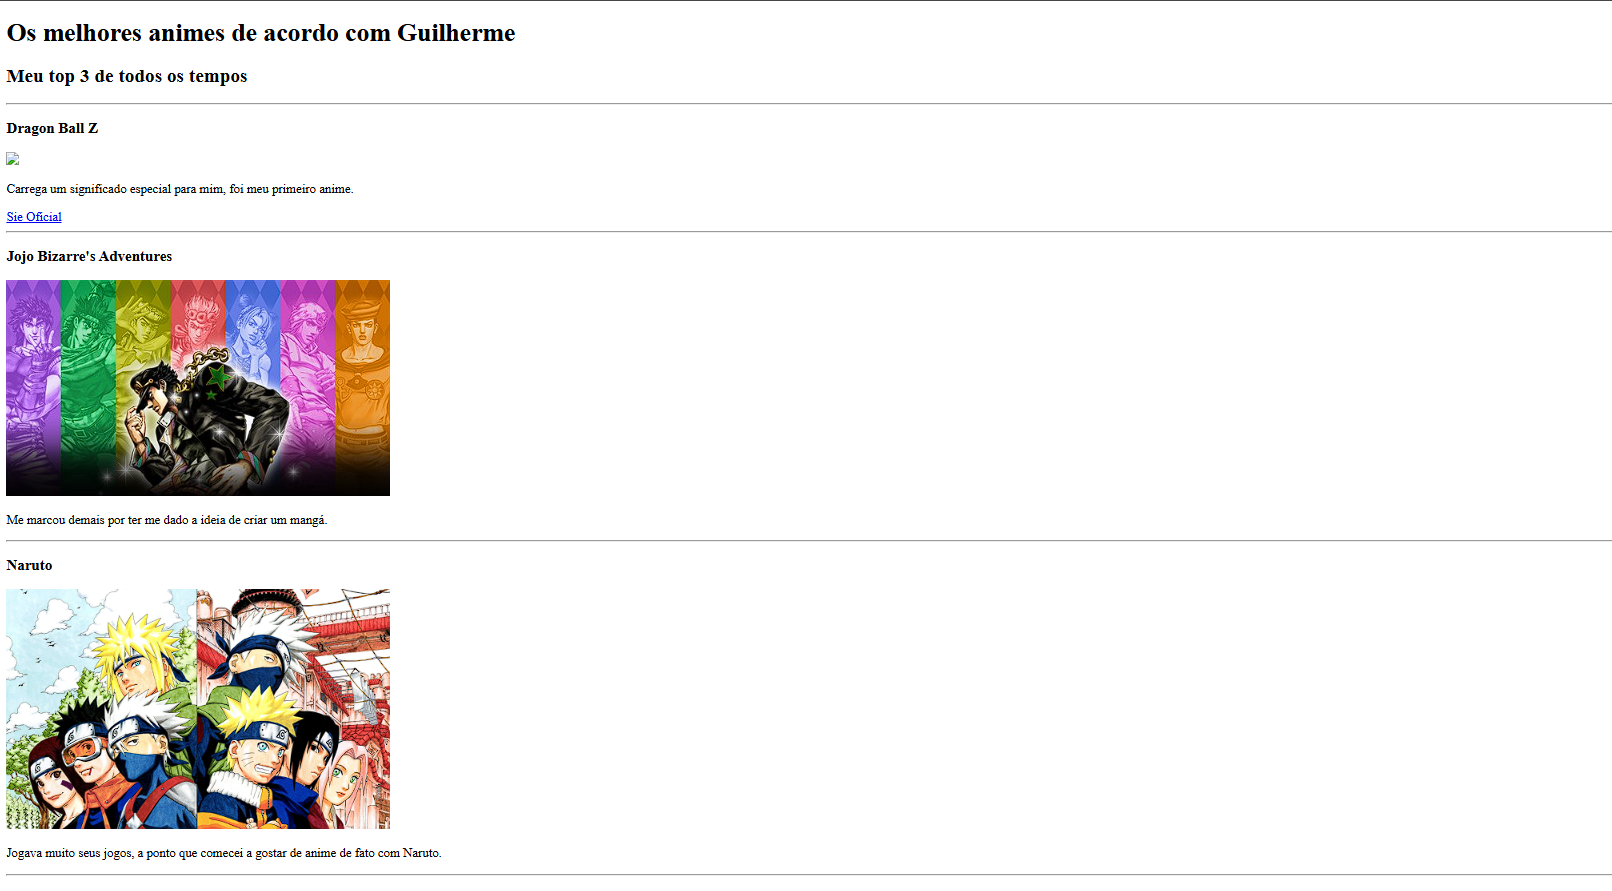 Os melhores animes de acordo com Guilherme
Meu top 3 de todos os tempos
Dragon Ball Z
Carrega um significado especial para mim, foi meu primeiro anime.
Sie Oficial
Jojo Bizarre's Adventures
Me marcou demais por ter me dado a ideia de criar um mangá.
Naruto
Jogava muito seus jogos, a ponto que comecei a gostar de anime de fato com Naruto.